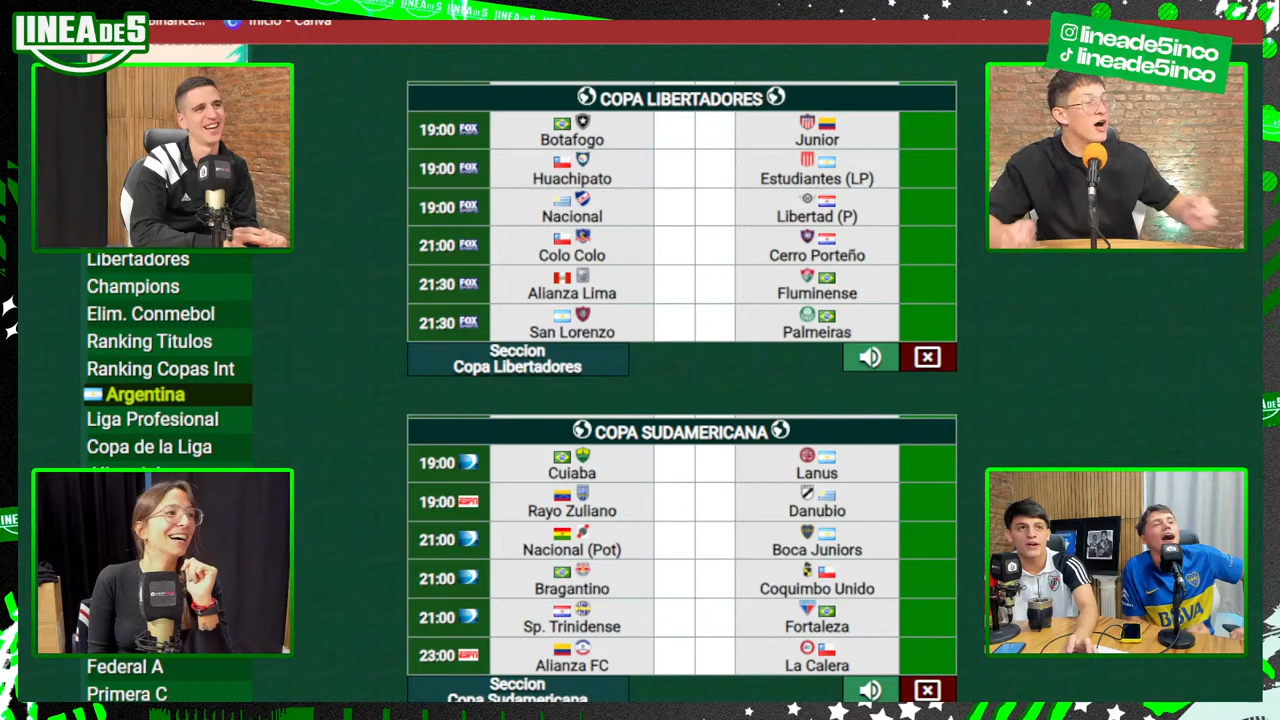 binance...
Inicio - Canva
LINEA DE 5
lineade5inco
lineade5inco
COPA LIBERTADORES
19:00 FOX Botafogo Junior
19:00 FOX Huachipato Estudiantes (LP)
19:00 FOX Nacional Libertad (P)
21:00 FOX Colo Colo Cerro Porteño
21:30 FOX Alianza Lima Fluminense
21:30 FOX San Lorenzo Palmeiras
Seccion
Copa Libertadores
Libertadores
Champions
Elim. Conmebol
Ranking Titulos
Ranking Copas Int
Argentina
Liga Profesional
Copa de la Liga
COPA SUDAMERICANA
19:00 Cuiaba Lanus
19:00 ESPN Rayo Zuliano Danubio
21:00 Nacional (Pot) Boca Juniors
21:00 Bragantino Coquimbo Unido
21:00 Sp. Trinidense Fortaleza
23:00 ESPN Alianza FC La Calera
Seccion
Copa Sudamericana
Federal A
Primera C
BBVA